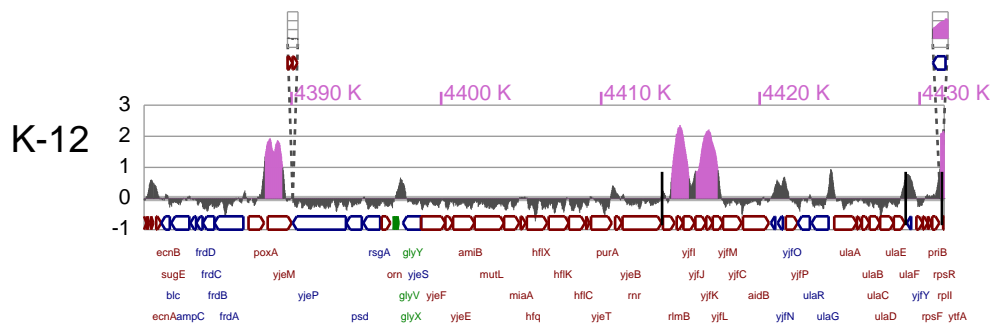 4390 K 4400 K 4410 K 4420 K 4430 K
3
2
K-12
1
0
-1
ecnB frdD poxA rsgA glyY amiB hflX purA yjfI yjfM yjfO ulaA ulaE priB
sugE frdC yjeM orn yjeS mutL hflK yjeB yjfJ yjfC yjfP ulaB ulaF rpsR
blc frdB yjeP glyV yjeF miaA hflC rnr yjfK aidB ulaR ulaC yjfY rplI
ecnA ampC frdA psd glyX yjeE hfq yjeT rlmB yjfL yjfN ulaG ulaD rpsF ytfA